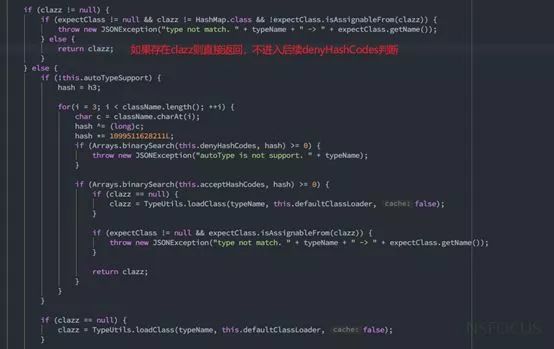 if (clazz != null) {
if (expectClass != null && clazz != HashMap.class && !expectClass.isAssignableFrom(clazz)) {
throw new JSONException("type not match. " + typeName + " -> " + expectClass.getName());
} else {
return clazz; 如果存在clazz则直接返回，不进入后续denyHashCodes判断
}
} else {
if (!this.autoTypeSupport) {
hash = h3;
for(i = 3; i < className.length(); ++i) {
char c = className.charAt(i);
hash ^= (long)c;
hash *= 1099511628211L;
if (Arrays.binarySearch(this.denyHashCodes, hash) >= 0) {
throw new JSONException("autoType is not support. " + typeName);
}
if (Arrays.binarySearch(this.acceptHashCodes, hash) >= 0) {
if (clazz == null) {
clazz = TypeUtils.loadClass(typeName, this.defaultClassLoader, cache: false);
}
if (expectClass != null && expectClass.isAssignableFrom(clazz)) {
throw new JSONException("type not match. " + typeName + " -> " + expectClass.getName());
}
return clazz;
}
}
}
if (clazz == null) {
clazz = TypeUtils.loadClass(typeName, this.defaultClassLoader, cache: false);
}
NSFOCUS